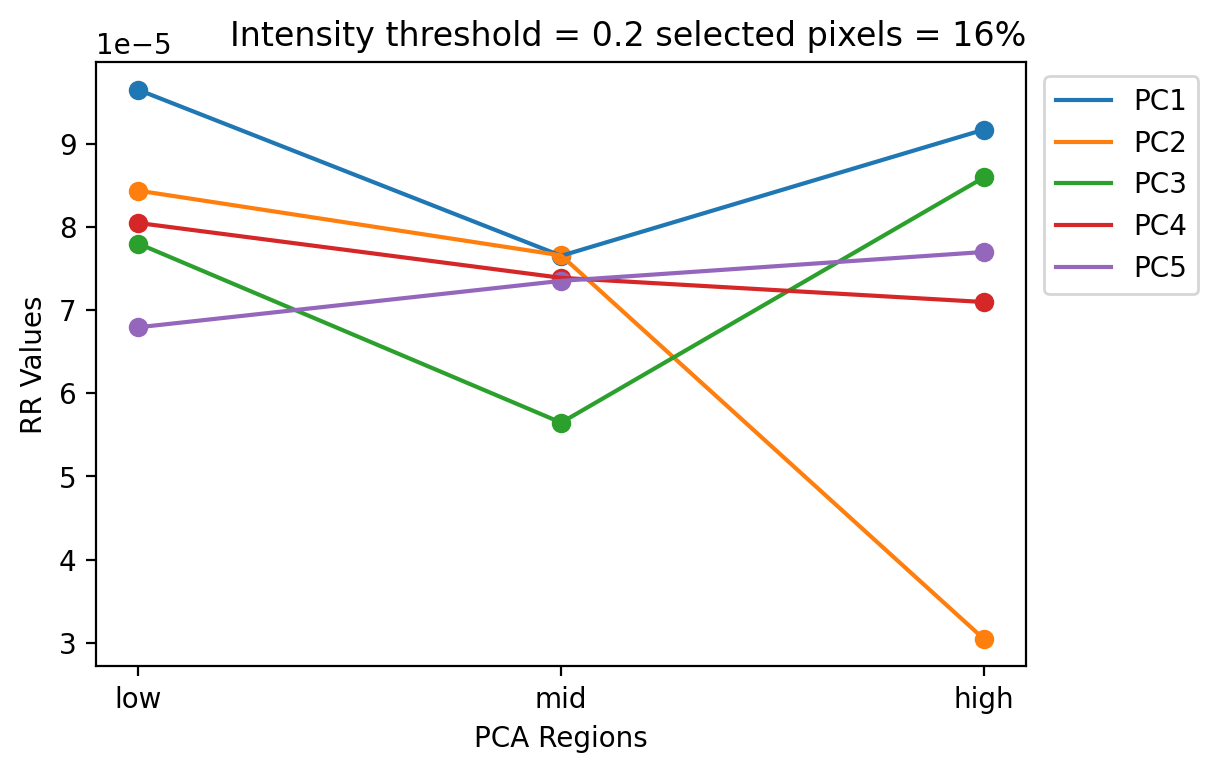 Intensity threshold = 0.2 selected pixels = 16%
1e−5
9
8
7
6
5
4
3
RR Values
low
mid
high
PCA Regions
PC1
PC2
PC3
PC4
PC5